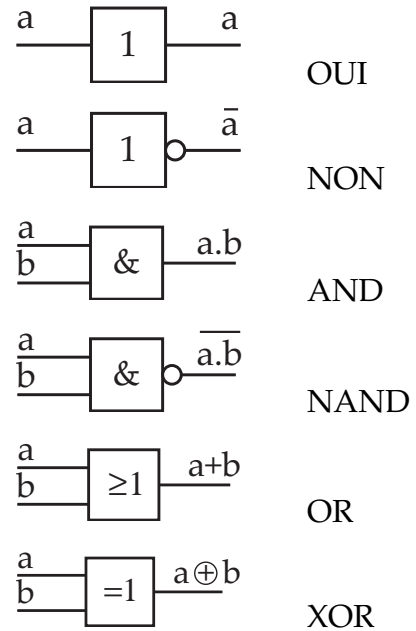 a 1 a OUI
a 1 a̅ NON
a b & a.b AND
a b & a̅.̅b̅ NAND
a b ≥1 a+b OR
a b =1 a⊕b XOR